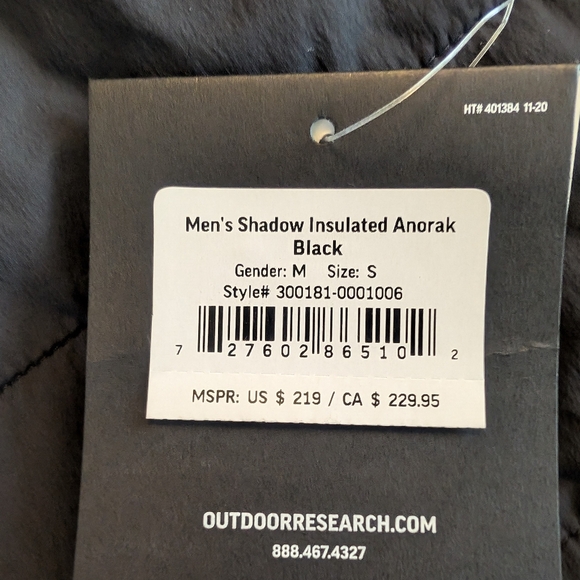 HT# 401384 11-20
Men's Shadow Insulated Anorak
Black
Gender: M Size: S
Style# 300181-0001006
7 27602 86510 2
MSPR: US $ 219 / CA $ 229.95
OUTDOORRESEARCH.COM
888.467.4327